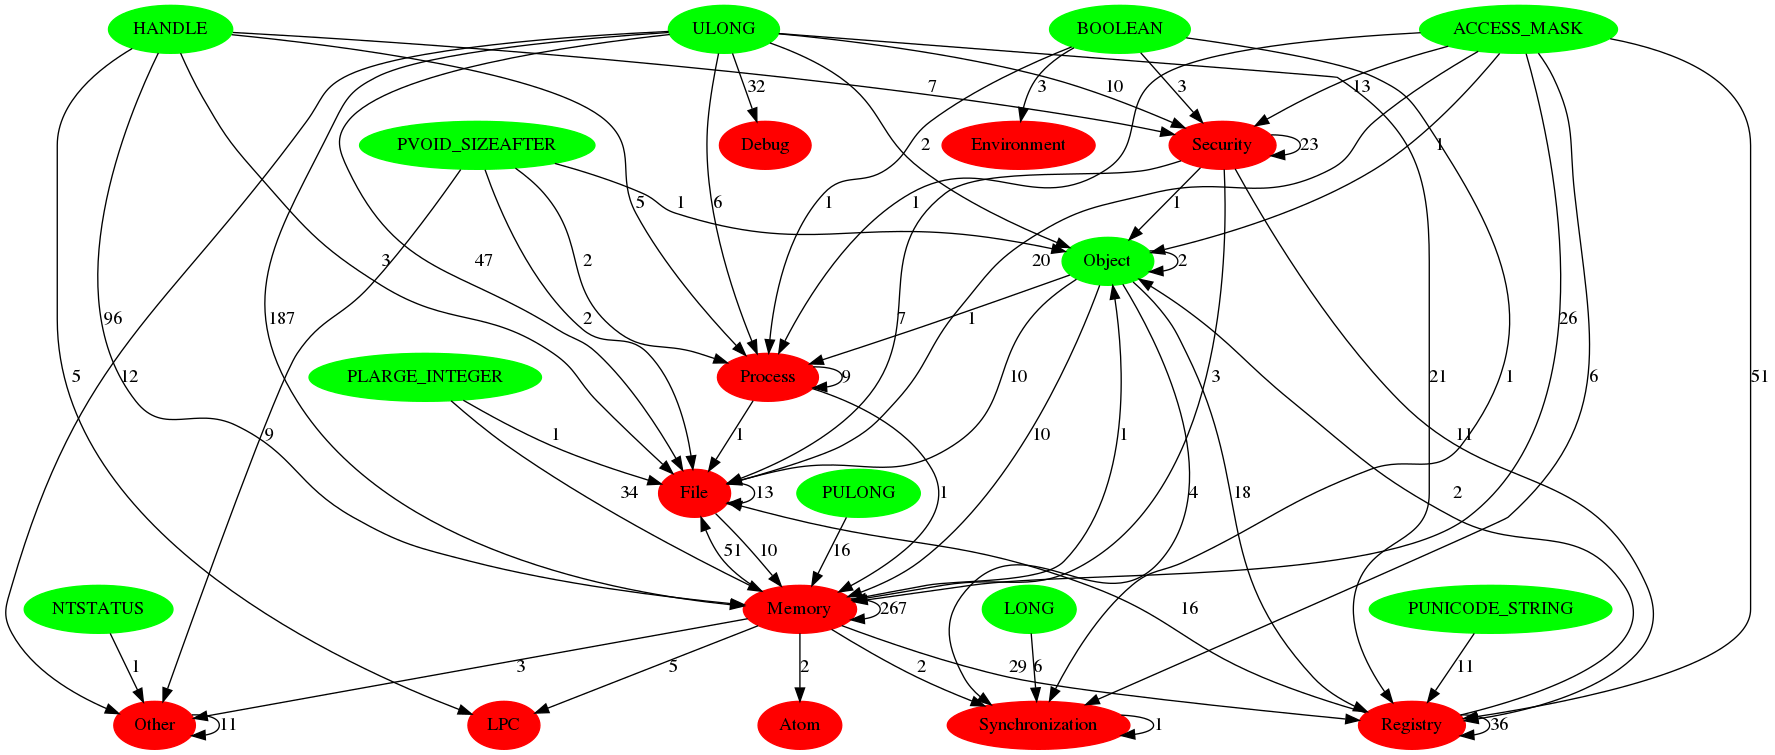 HANDLE
ULONG
BOOLEAN
ACCESS_MASK
32
7
10
3
3
13
PVOID_SIZEAFTER
Debug
Environment
Security
23
2
1
5
1
6
1
1
1
Object
2
3
47
2
20
96
187
2
7
1
26
PLARGE_INTEGER
Process
9
5
12
3
21
1
6
51
9
1
1
10
10
11
34
File
13
PULONG
1
4
18
2
51
10
16
NTSTATUS
Memory
267
LONG
16
PUNICODE_STRING
1
3
5
2
2
29
6
11
Other
11
LPC
Atom
Synchronization
1
Registry
36